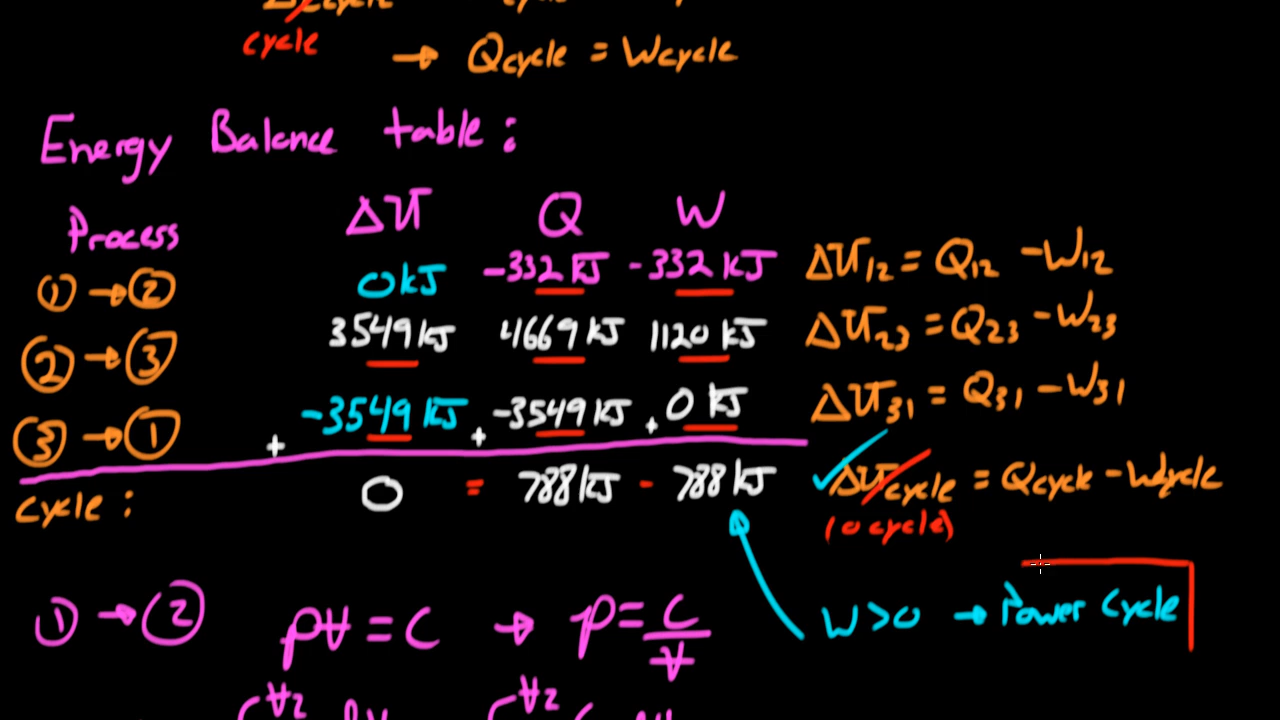 cycle
→ Qcycle = Wcycle
Energy Balance table:
Process ΔU Q W
① → ② 0 kJ -332 kJ -332 kJ ΔU12 = Q12 - W12
② → ③ 3549 kJ 4669 kJ 1120 kJ ΔU23 = Q23 - W23
③ → ① + -3549 kJ + -3549 kJ + 0 kJ ΔU31 = Q31 - W31
cycle: 0 = 788 kJ - 788 kJ ✓ ΔUcycle = Qcycle - Wcycle
(0 cycle)
① → ② pV = C → p = C/V W>0 → Power Cycle
V2 V2